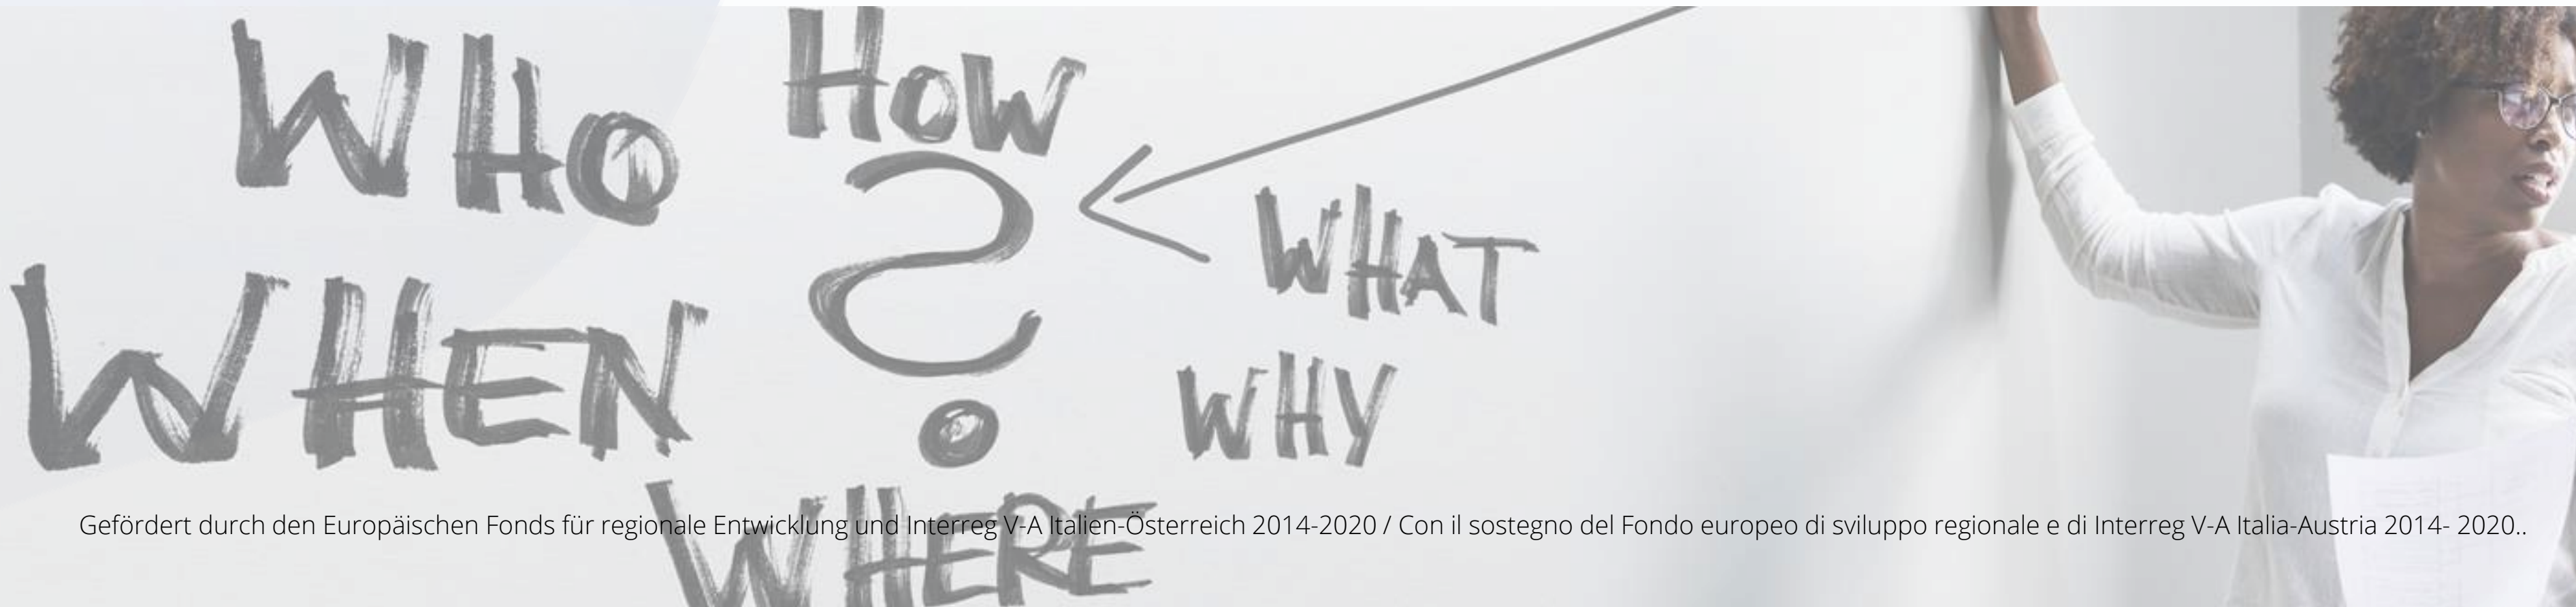 WHO
HOW
?
WHAT
WHEN
WHY
WHERE
Gefördert durch den Europäischen Fonds für regionale Entwicklung und Interreg V-A Italien-Österreich 2014-2020 / Con il sostegno del Fondo europeo di sviluppo regionale e di Interreg V-A Italia-Austria 2014- 2020..